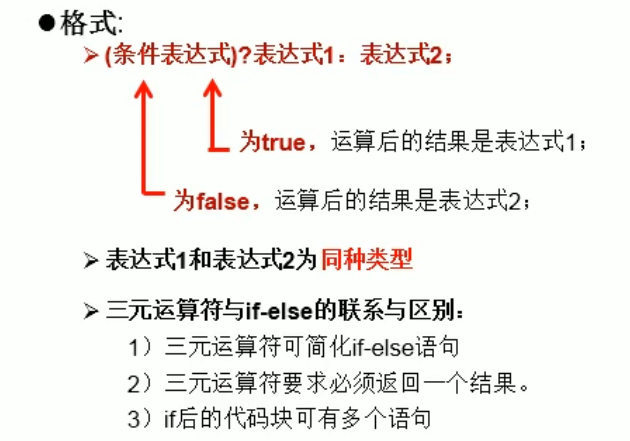 ●格式:
➢(条件表达式)?表达式1：表达式2；
为true，运算后的结果是表达式1；
为false，运算后的结果是表达式2；
➢表达式1和表达式2为同种类型
➢三元运算符与if-else的联系与区别：
1）三元运算符可简化if-else语句
2）三元运算符要求必须返回一个结果。
3）if后的代码块可有多个语句